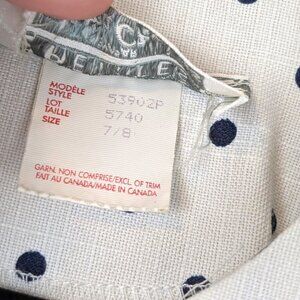 MODÈLE
STYLE 53902P
LOT 5740
TAILLE
SIZE 7/8
GARN. NON COMPRISE/EXCL. OF TRIM
FAIT AU CANADA/MADE IN CANADA